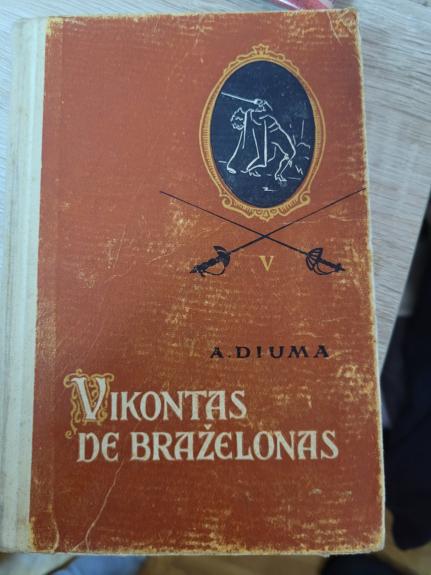 V
A. DIUMA
VIKONTAS
DE BRAŽELONAS